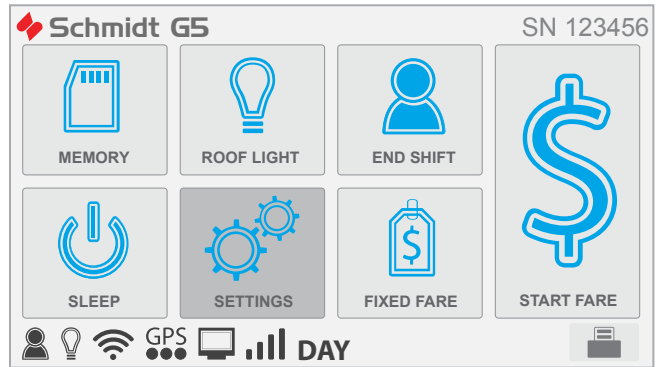 Schmidt G5 SN 123456
MEMORY ROOF LIGHT END SHIFT
SLEEP SETTINGS FIXED FARE START FARE
GPS DAY